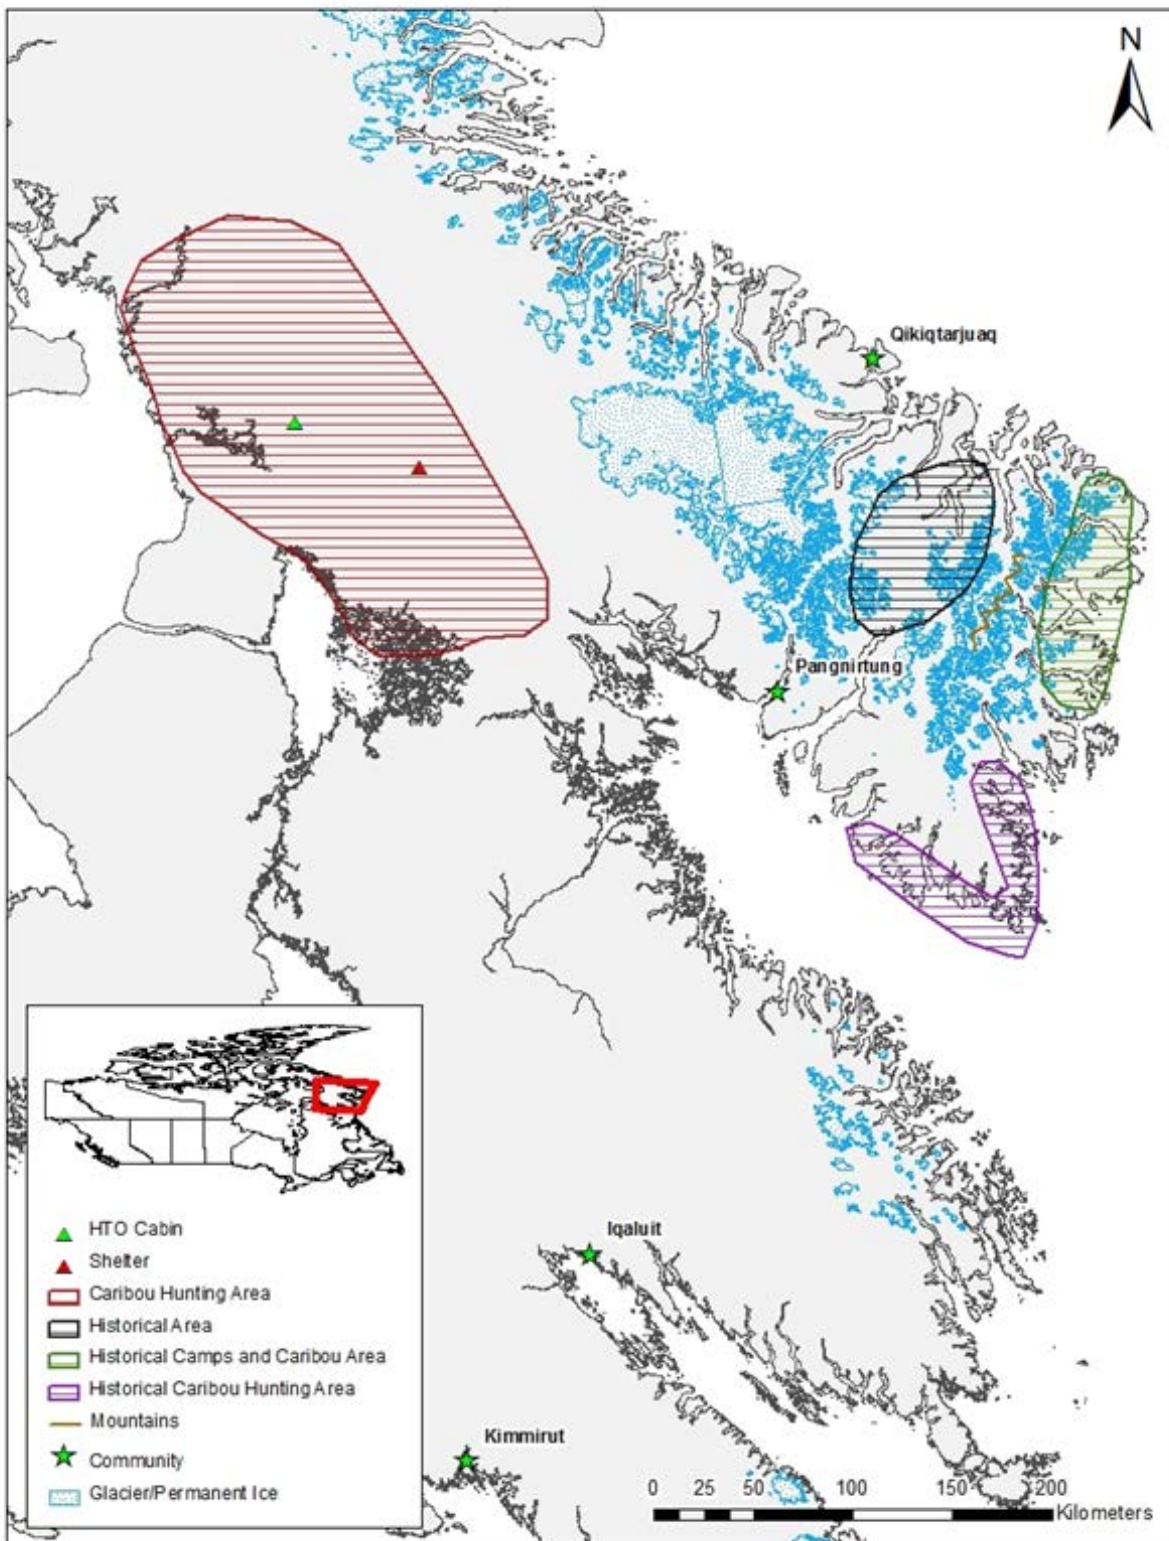 N
Qikiqtarjuaq
Pangnirtung
Iqaluit
Kimmirut
HTO Cabin
Shelter
Caribou Hunting Area
Historical Area
Historical Camps and Caribou Area
Historical Caribou Hunting Area
Mountains
Community
Glacier/Permanent Ice
0 25 50 100 150 200
Kilometers